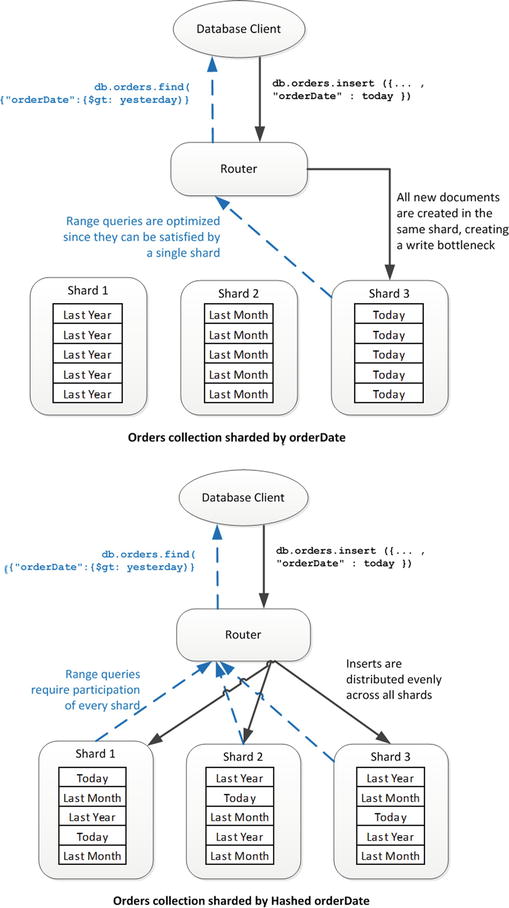 Database Client
db.orders.find(
{"orderDate":{$gt: yesterday)}
db.orders.insert ({... ,
"orderDate" : today })
Router
Range queries are optimized
since they can be satisfied by
a single shard
All new documents
are created in the
same shard, creating
a write bottleneck
Shard 1
Last Year
Last Year
Last Year
Last Year
Last Year
Shard 2
Last Month
Last Month
Last Month
Last Month
Last Month
Shard 3
Today
Today
Today
Today
Today
Orders collection sharded by orderDate
Database Client
db.orders.find(
({"orderDate":{$gt: yesterday)}
db.orders.insert ({... ,
"orderDate" : today })
Router
Range queries
require participation
of every shard
Inserts are
distributed evenly
across all shards
Shard 1
Today
Last Month
Last Year
Today
Last Month
Shard 2
Last Year
Today
Last Month
Last Year
Last Month
Shard 3
Last Year
Last Month
Today
Last Year
Last Month
Orders collection sharded by Hashed orderDate